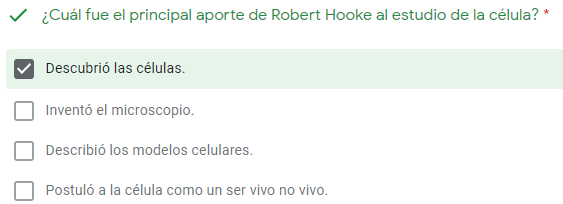 ¿Cuál fue el principal aporte de Robert Hooke al estudio de la célula? *
Descubrió las células.
Inventó el microscopio.
Describió los modelos celulares.
Postuló a la célula como un ser vivo no vivo.